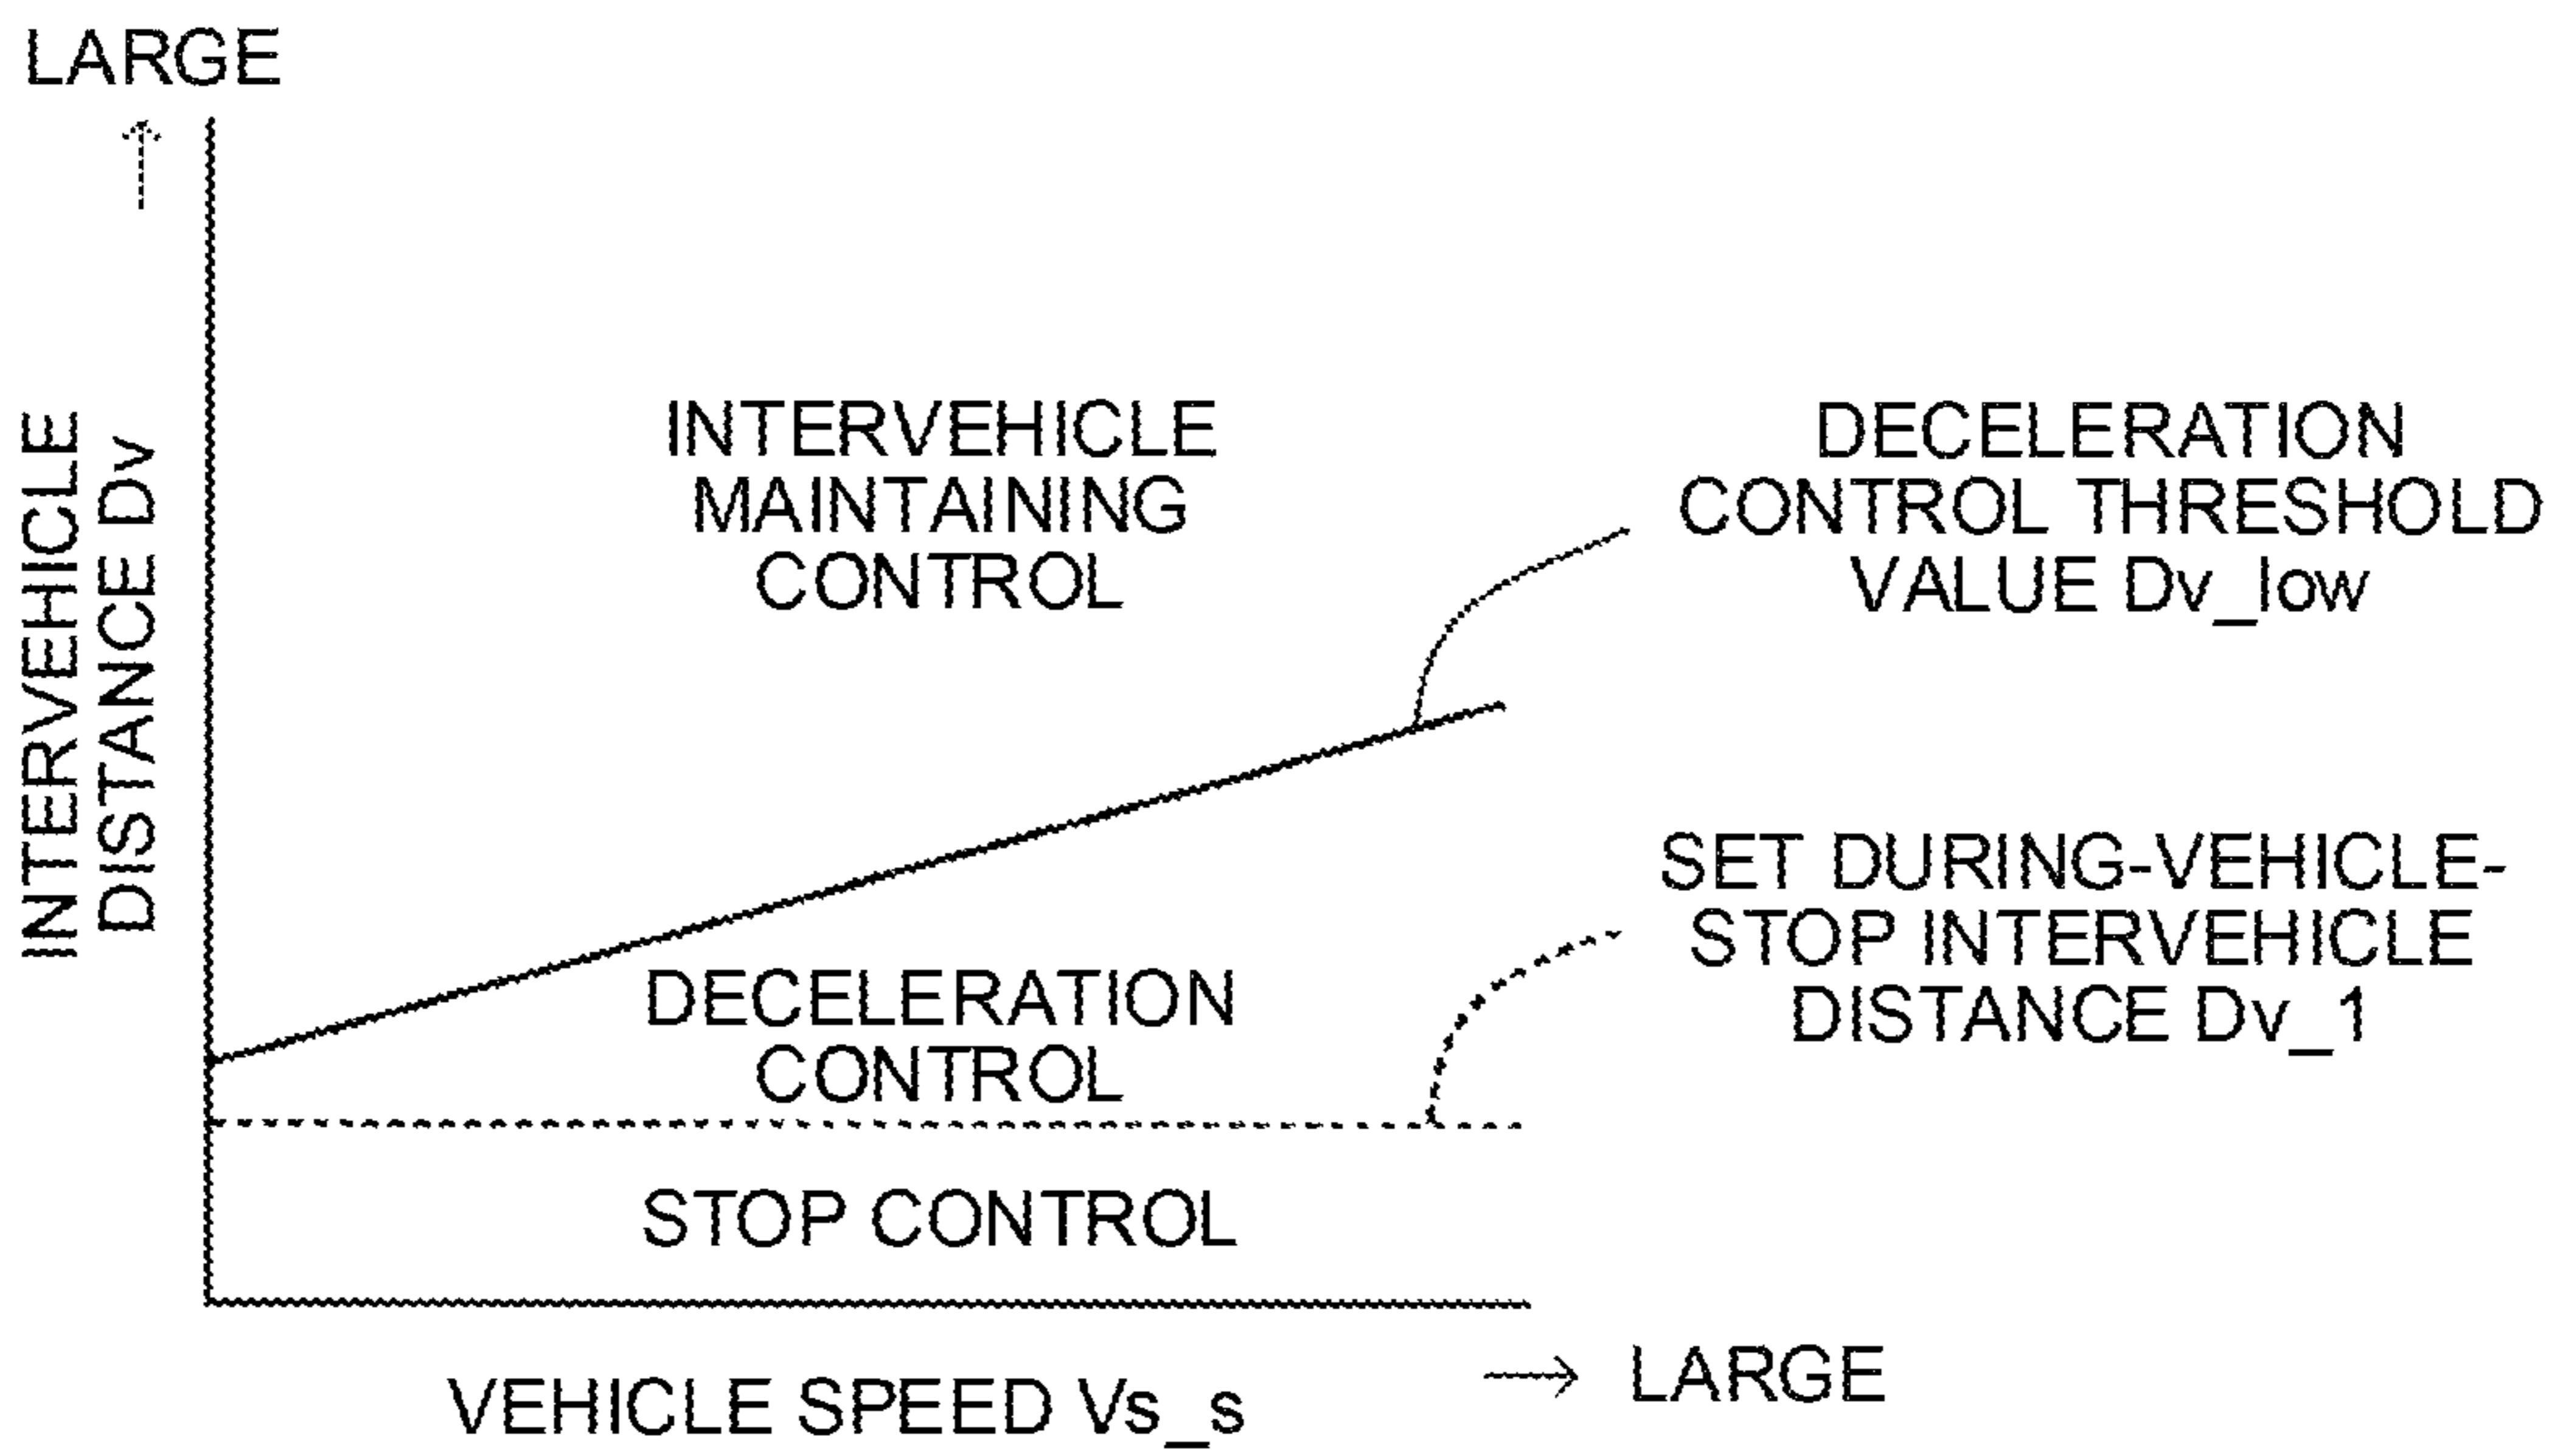 LARGE
INTERVEHICLE
DISTANCE Dv
INTERVEHICLE
MAINTAINING
CONTROL
DECELERATION
CONTROL THRESHOLD
VALUE Dv_low
SET DURING-VEHICLE-
STOP INTERVEHICLE
DISTANCE Dv_1
DECELERATION
CONTROL
STOP CONTROL
VEHICLE SPEED Vs_s
→ LARGE